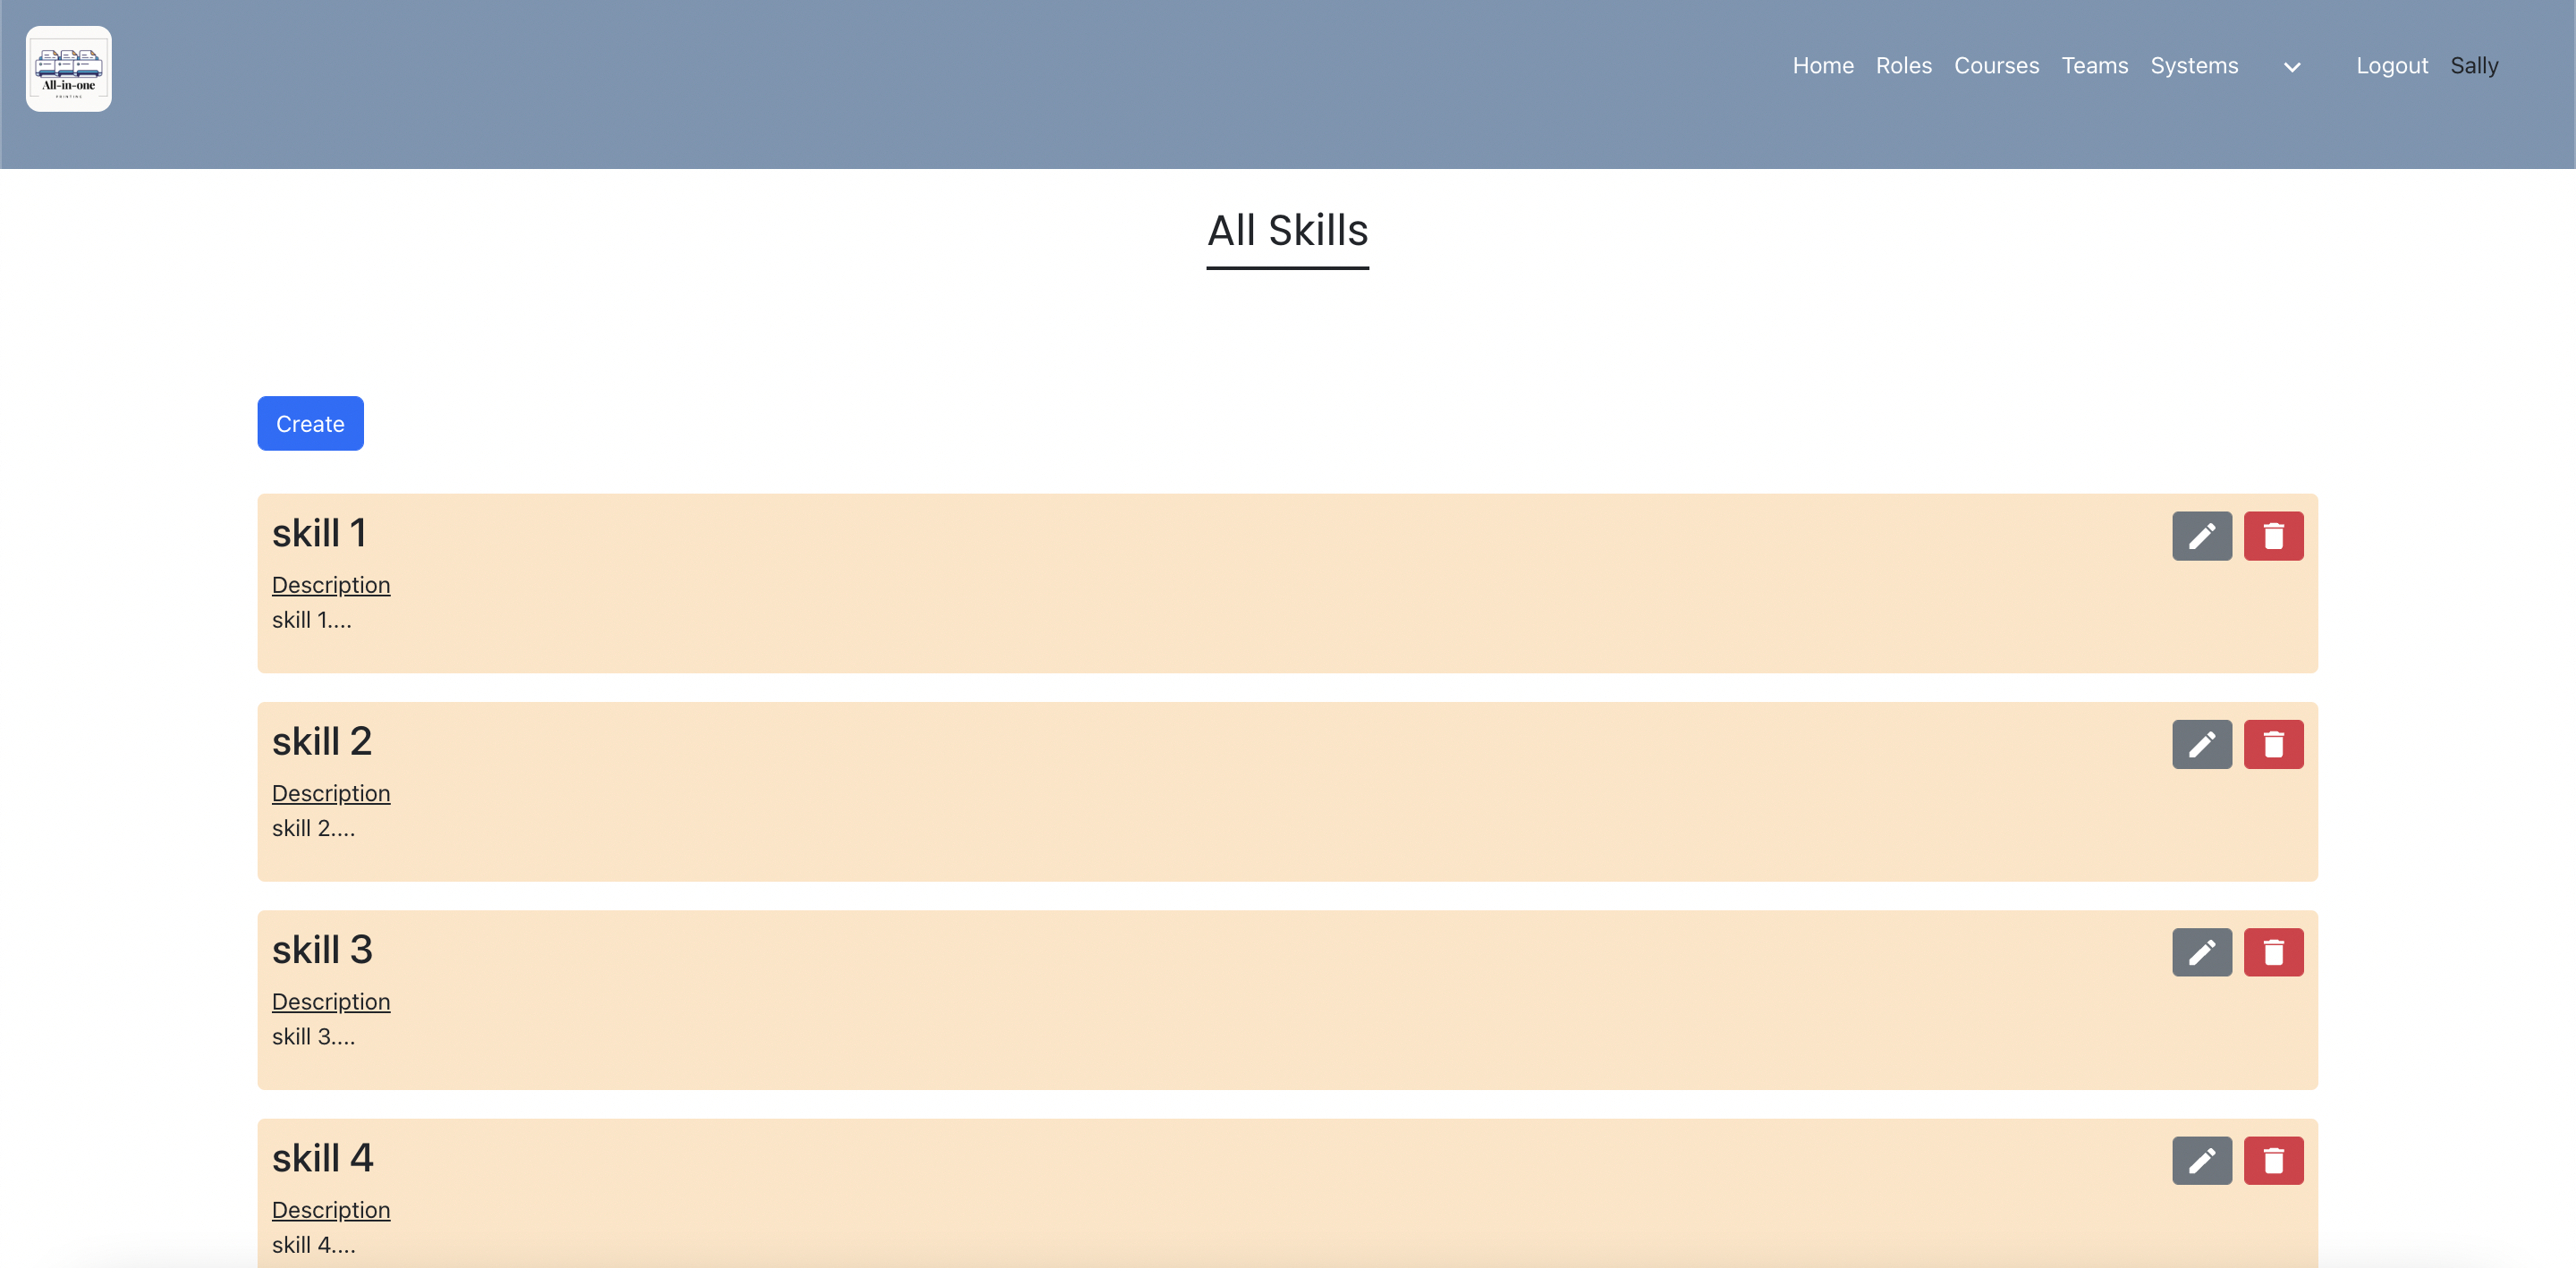 All-in-one
PRINTING
Home Roles Courses Teams Systems Logout Sally
All Skills
Create
skill 1
Description
skill 1....
skill 2
Description
skill 2....
skill 3
Description
skill 3....
skill 4
Description
skill 4....